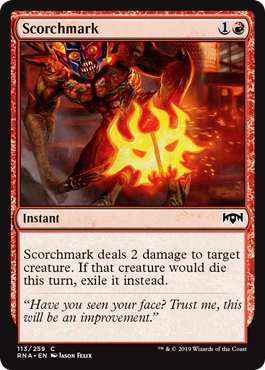 Scorchmark 1
Instant
Scorchmark deals 2 damage to target
creature. If that creature would die
this turn, exile it instead.
"Have you seen your face? Trust me, this
will be an improvement."
113/259 C
RNA • EN Jason Felix
™ & © 2019 Wizards of the Coast